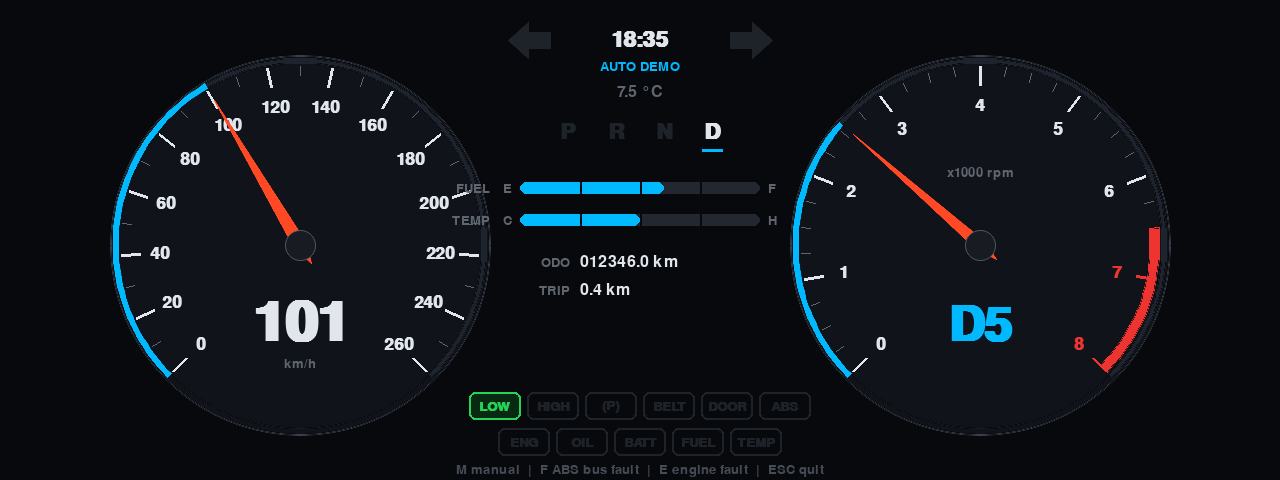 18:35
AUTO DEMO
7.5 °C
P R N D
FUEL E F
TEMP C H
ODO 012346.0 km
TRIP 0.4 km
0 20 40 60 80 100 120 140 160 180 200 220 240 260
101
km/h
0 1 2 3 4 5 6 7 8
x1000 rpm
D5
LOW HIGH (P) BELT DOOR ABS
ENG OIL BATT FUEL TEMP
M manual | F ABS bus fault | E engine fault | ESC quit